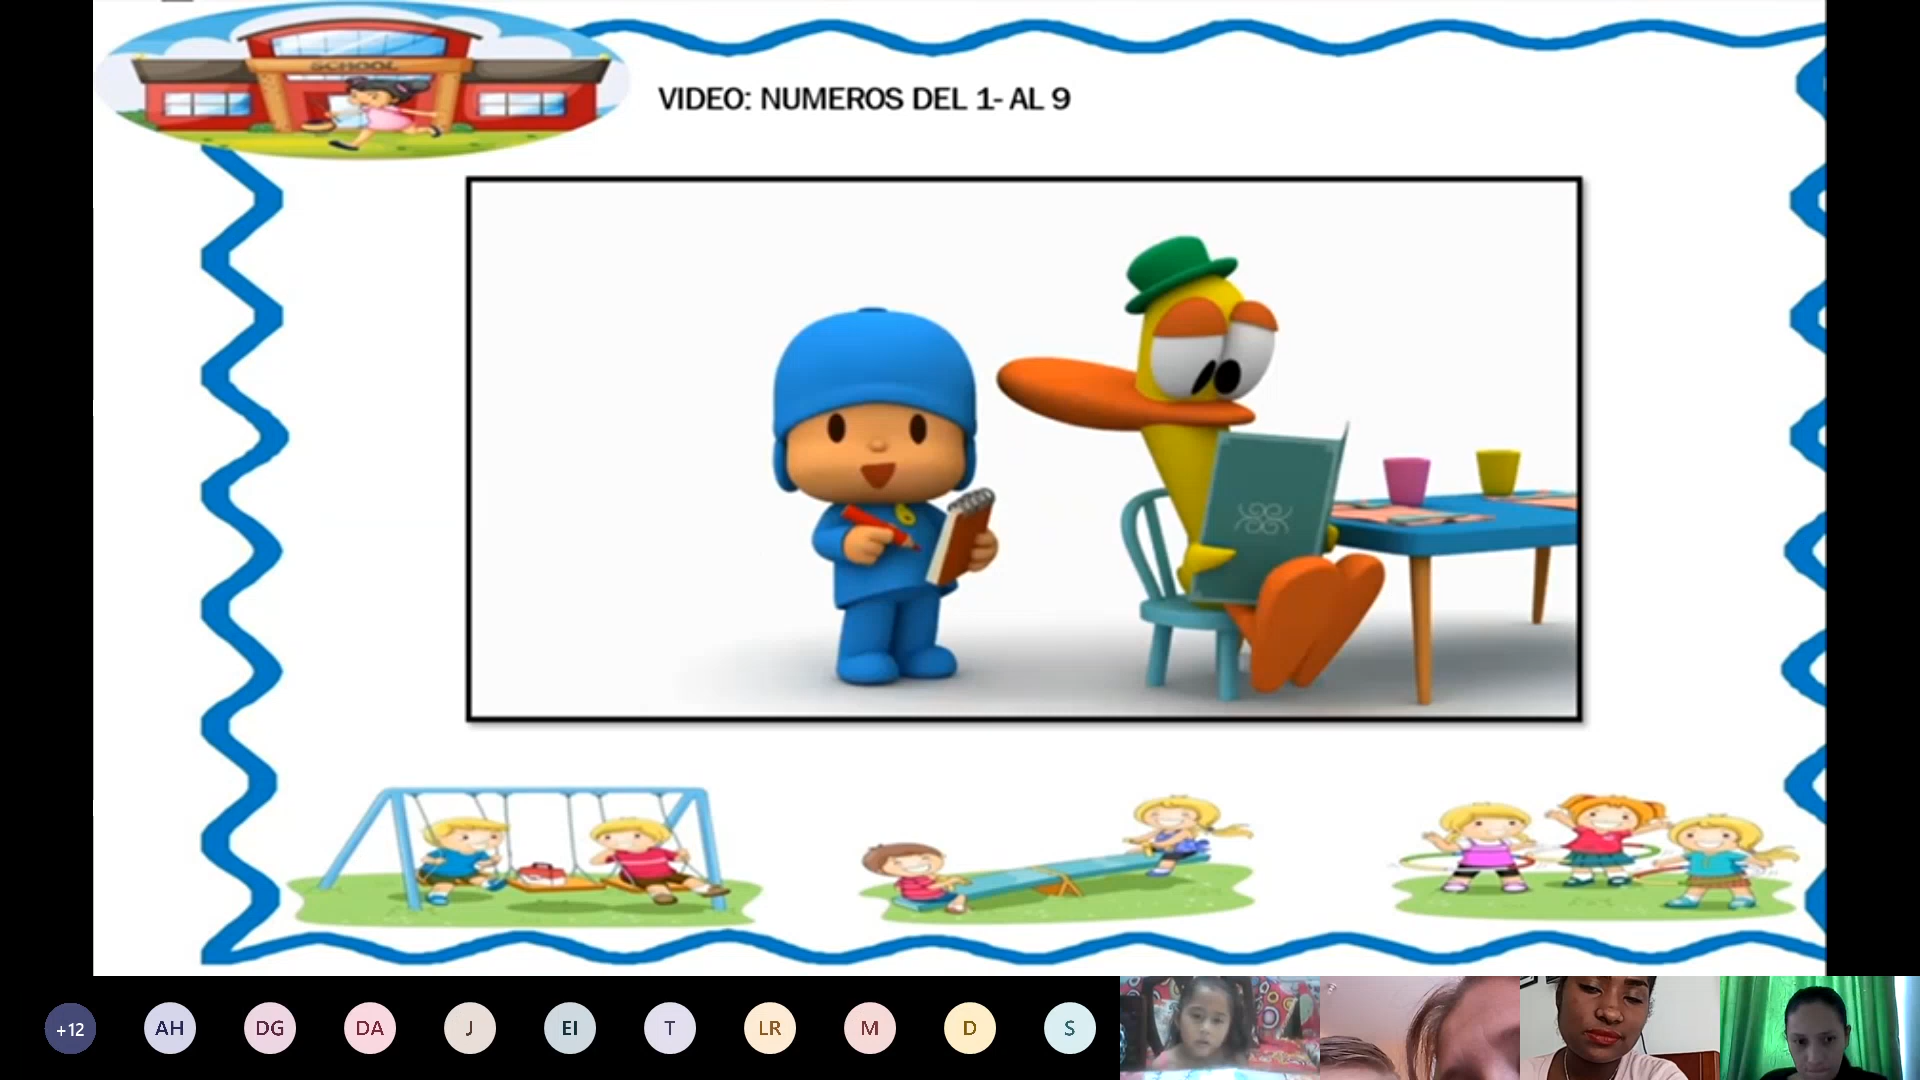 SCHOOL
VIDEO: NUMEROS DEL 1- AL 9
+12
AH
DG
DA
J
EI
T
LR
M
D
S